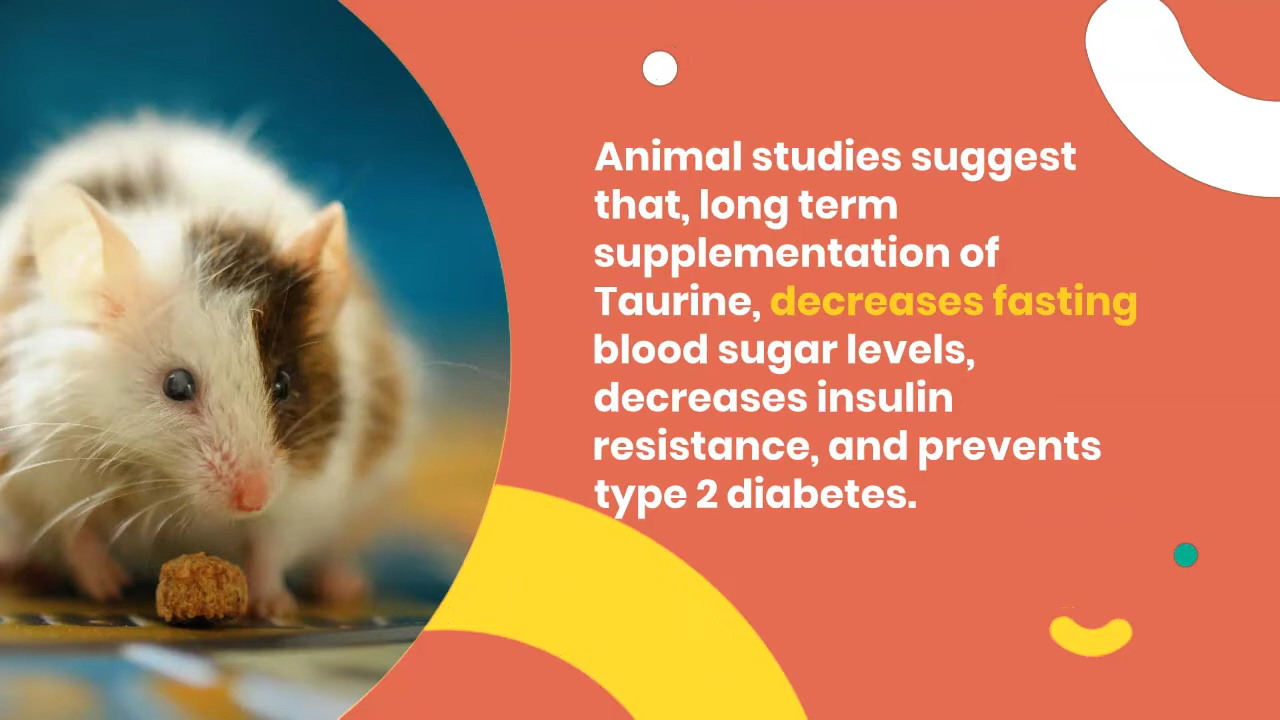 Animal studies suggest
that, long term
supplementation of
Taurine, decreases fasting
blood sugar levels,
decreases insulin
resistance, and prevents
type 2 diabetes.